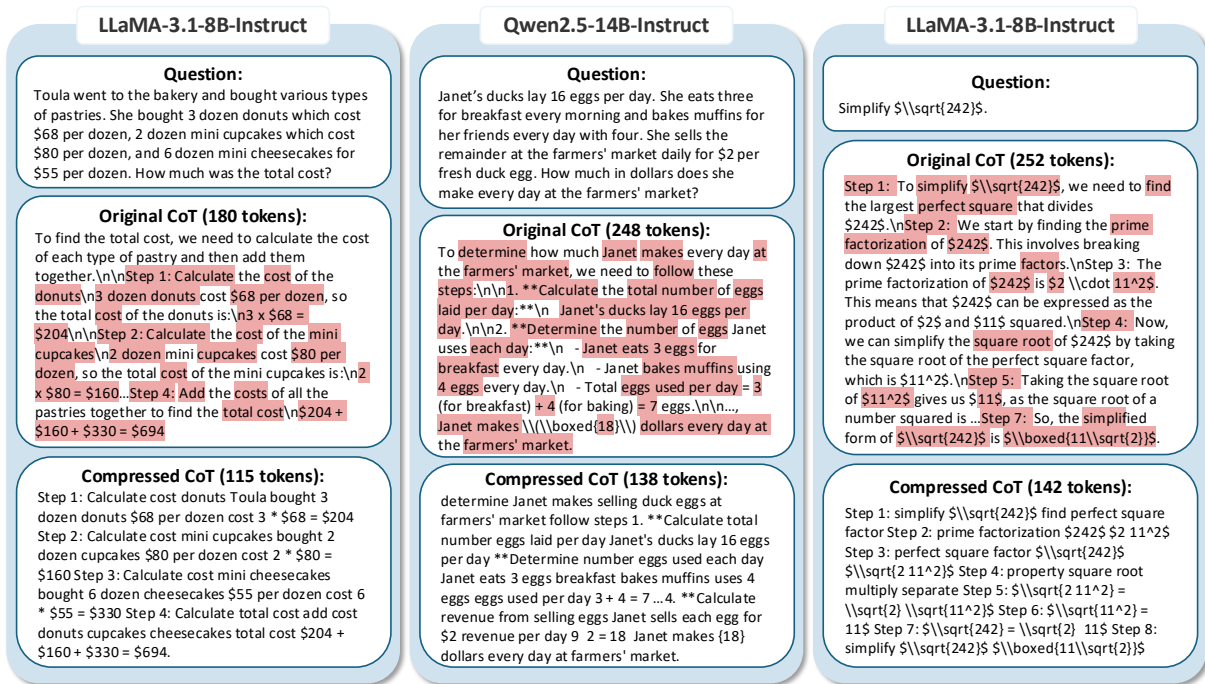 LLaMA-3.1-8B-Instruct
Question:
Toula went to the bakery and bought various types
of pastries. She bought 3 dozen donuts which cost
$68 per dozen, 2 dozen mini cupcakes which cost
$80 per dozen, and 6 dozen mini cheesecakes for
$55 per dozen. How much was the total cost?
Original CoT (180 tokens):
To find the total cost, we need to calculate the cost
of each type of pastry and then add them
together.\n\nStep 1: Calculate the cost of the
donuts\n3 dozen donuts cost $68 per dozen, so
the total cost of the donuts is:\n3 x $68 =
$204\n\nStep 2: Calculate the cost of the mini
cupcakes\n2 dozen mini cupcakes cost $80 per
dozen, so the total cost of the mini cupcakes is:\n2
x $80 = $160...Step 4: Add the costs of all the
pastries together to find the total cost\n$204 +
$160 + $330 = $694
Compressed CoT (115 tokens):
Step 1: Calculate cost donuts Toula bought 3
dozen donuts $68 per dozen cost 3 * $68 = $204
Step 2: Calculate cost mini cupcakes bought 2
dozen cupcakes $80 per dozen cost 2 * $80 =
$160 Step 3: Calculate cost mini cheesecakes
bought 6 dozen cheesecakes $55 per dozen cost 6
* $55 = $330 Step 4: Calculate total cost add cost
donuts cupcakes cheesecakes total cost $204 +
$160 + $330 = $694.
Qwen2.5-14B-Instruct
Question:
Janet's ducks lay 16 eggs per day. She eats three
for breakfast every morning and bakes muffins for
her friends every day with four. She sells the
remainder at the farmers' market daily for $2 per
fresh duck egg. How much in dollars does she
make every day at the farmers' market?
Original CoT (248 tokens):
To determine how much Janet makes every day at
the farmers' market, we need to follow these
steps:\n\n1. **Calculate the total number of eggs
laid per day:**\n   Janet's ducks lay 16 eggs per
day.\n\n2. **Determine the number of eggs Janet
uses each day:**\n   - Janet eats 3 eggs for
breakfast every day.\n   - Janet bakes muffins using
4 eggs every day.\n   - Total eggs used per day = 3
(for breakfast) + 4 (for baking) = 7 eggs.\n\n...,
Janet makes \\(\\boxed{18}\\) dollars every day at
the farmers' market.
Compressed CoT (138 tokens):
determine Janet makes selling duck eggs at
farmers' market follow steps 1. **Calculate total
number eggs laid per day Janet's ducks lay 16 eggs
per day **Determine number eggs used each day
Janet eats 3 eggs breakfast bakes muffins uses 4
eggs eggs used per day 3 + 4 = 7 ...4. **Calculate
revenue from selling eggs Janet sells each egg for
$2 revenue per day 9  2 = 18  Janet makes {18}
dollars every day at farmers' market.
LLaMA-3.1-8B-Instruct
Question:
Simplify $\\sqrt{242}$.
Original CoT (252 tokens):
Step 1:  To simplify $\\sqrt{242}$, we need to find
the largest perfect square that divides
$242$.\nStep 2:  We start by finding the prime
factorization of $242$. This involves breaking
down $242$ into its prime factors.\nStep 3:  The
prime factorization of $242$ is $2 \\cdot 11^2$.
This means that $242$ can be expressed as the
product of $2$ and $11$ squared.\nStep 4:  Now,
we can simplify the square root of $242$ by taking
the square root of the perfect square factor,
which is $11^2$.\nStep 5:  Taking the square root
of $11^2$ gives us $11$, as the square root of a
number squared is ...Step 7:  So, the simplified
form of $\\sqrt{242}$ is $\\boxed{11\\sqrt{2}}$.
Compressed CoT (142 tokens):
Step 1: simplify $\\sqrt{242}$ find perfect square
factor Step 2: prime factorization $242$ $2 11^2$
Step 3: perfect square factor $\\sqrt{242}$
$\\sqrt{2 11^2}$ Step 4: property square root
multiply separate Step 5: $\\sqrt{2 11^2} =
\\sqrt{2} \\sqrt{11^2}$ Step 6: $\\sqrt{11^2} =
11$ Step 7: $\\sqrt{242} = \\sqrt{2}  11$ Step 8:
simplify $\\sqrt{242}$ $\\boxed{11\\sqrt{2}}$